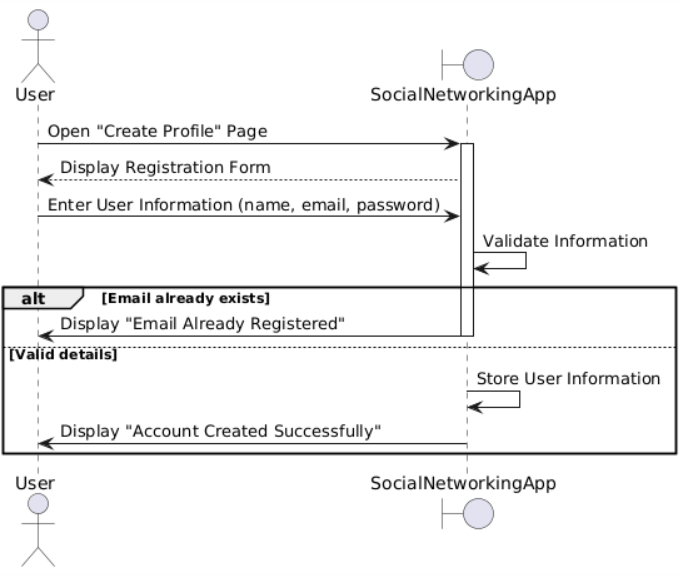 User
SocialNetworkingApp
Open "Create Profile" Page
Display Registration Form
Enter User Information (name, email, password)
Validate Information
alt [Email already exists]
Display "Email Already Registered"
[Valid details]
Store User Information
Display "Account Created Successfully"
User
SocialNetworkingApp